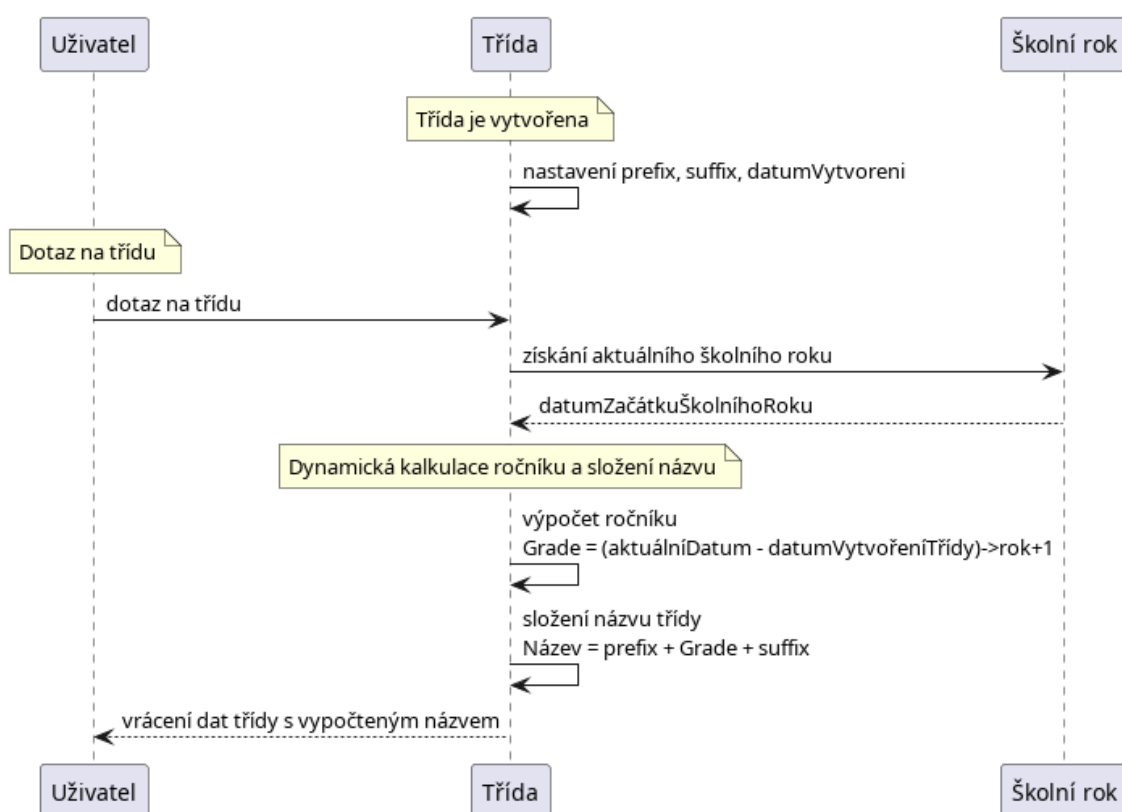 Uživatel
Třída
Školní rok
Třída je vytvořena
nastavení prefix, suffix, datumVytvoreni
Dotaz na třídu
dotaz na třídu
získání aktuálního školního roku
datumZačátkuŠkolníhoRoku
Dynamická kalkulace ročníku a složení názvu
výpočet ročníku
Grade = (aktuálníDatum - datumVytvořeníTřídy)->rok+1
složení názvu třídy
Název = prefix + Grade + suffix
vrácení dat třídy s vypočteným názvem
Uživatel
Třída
Školní rok